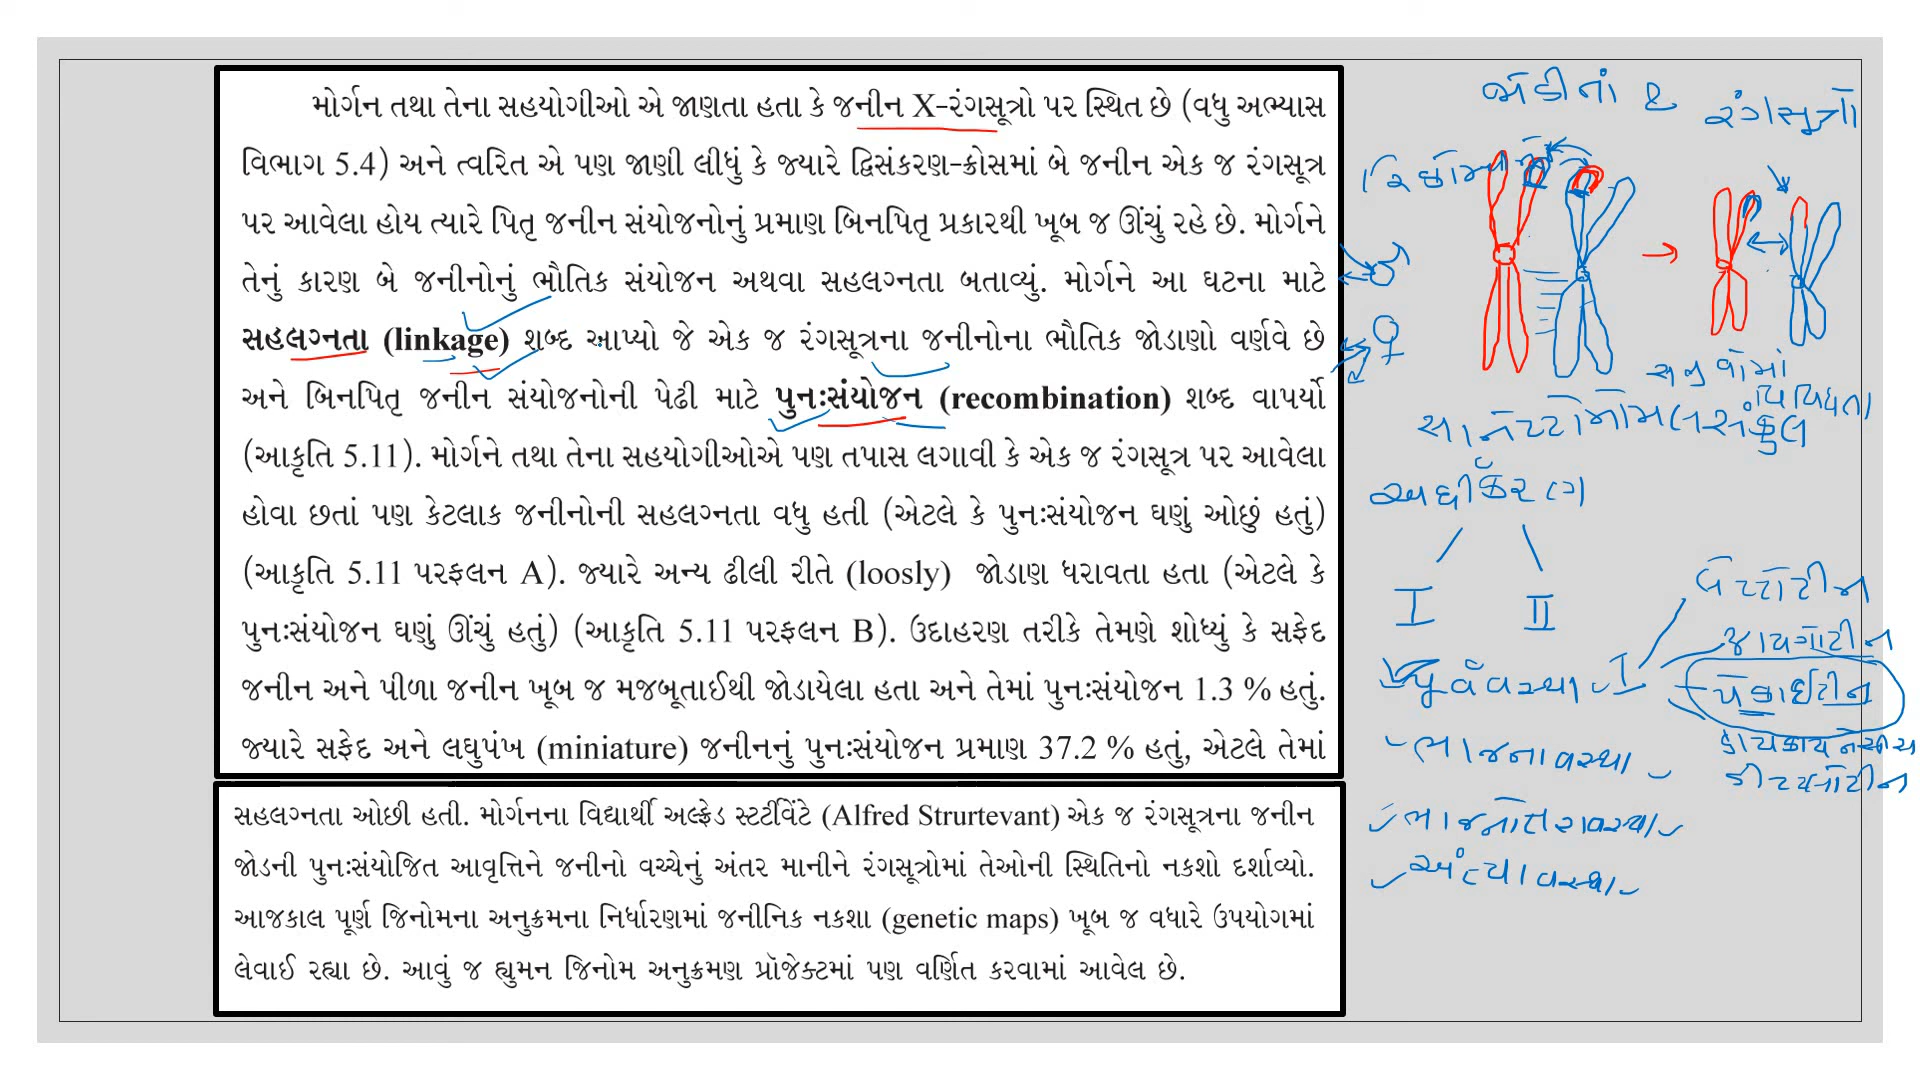 મોર્ગન તથા તેના સહયોગીઓ એ જાણતા હતા કે જનીન X-રંગસૂત્રો પર સ્થિત છે (વધુ અભ્યાસ
વિભાગ 5.4) અને ત્વરિત એ પણ જાણી લીધું કે જ્યારે દ્વિસંકરણ-ક્રોસમાં બે જનીન એક જ રંગસૂત્ર
પર આવેલા હોય ત્યારે પિતૃ જનીન સંયોજનોનું પ્રમાણ બિનપિતૃ પ્રકારથી ખૂબ જ ઊંચું રહે છે. મોર્ગને
તેનું કારણ બે જનીનોનું ભૌતિક સંયોજન અથવા સહલગ્નતા બતાવ્યું. મોર્ગને આ ઘટના માટે
સહલગ્નતા (linkage) શબ્દ આપ્યો જે એક જ રંગસૂત્રના જનીનોના ભૌતિક જોડાણો વર્ણવે છે
અને બિનપિતૃ જનીન સંયોજનોની પેઢી માટે પુનઃસંયોજન (recombination) શબ્દ વાપર્યો
(આકૃતિ 5.11). મોર્ગને તથા તેના સહયોગીઓએ પણ તપાસ લગાવી કે એક જ રંગસૂત્ર પર આવેલા
હોવા છતાં પણ કેટલાક જનીનોની સહલગ્નતા વધુ હતી (એટલે કે પુનઃસંયોજન ઘણું ઓછું હતું)
(આકૃતિ 5.11 પરફલન A). જ્યારે અન્ય ઢીલી રીતે (loosly) જોડાણ ધરાવતા હતા (એટલે કે
પુનઃસંયોજન ઘણું ઊંચું હતું) (આકૃતિ 5.11 પરફલન B). ઉદાહરણ તરીકે તેમણે શોધ્યું કે સફેદ
જનીન અને પીળા જનીન ખૂબ જ મજબૂતાઈથી જોડાયેલા હતા અને તેમાં પુનઃસંયોજન 1.3 % હતું.
જ્યારે સફેદ અને લઘુપંખ (miniature) જનીનનું પુનઃસંયોજન પ્રમાણ 37.2 % હતું, એટલે તેમાં
સહલગ્નતા ઓછી હતી. મોર્ગનના વિદ્યાર્થી અલ્ફ્રેડ સ્ટર્ટીવેંટે (Alfred Strurtevant) એક જ રંગસૂત્રના જનીન
જોડની પુનઃસંયોજિત આવૃત્તિને જનીનો વચ્ચેનું અંતર માનીને રંગસૂત્રોમાં તેઓની સ્થિતિનો નકશો દર્શાવ્યો.
આજકાલ પૂર્ણ જિનોમના અનુક્રમના નિર્ધારણમાં જનીનિક નકશા (genetic maps) ખૂબ જ વધારે ઉપયોગમાં
લેવાઈ રહ્યા છે. આવું જ હ્યુમન જિનોમ અનુક્રમણ પ્રૉજેક્ટમાં પણ વર્ણિત કરવામાં આવેલ છે.
રંગસૂત્રો
સજીવોમાં
વિવિધતા
અર્ધીકરણ
I II
લેપ્ટોટીન
ઝાયગોટીન
પૂર્વાવસ્થા - I
પેકાઈટીન
ભાજનાવસ્થા
ભાજનોત્તરાવસ્થા
અંત્યાવસ્થા